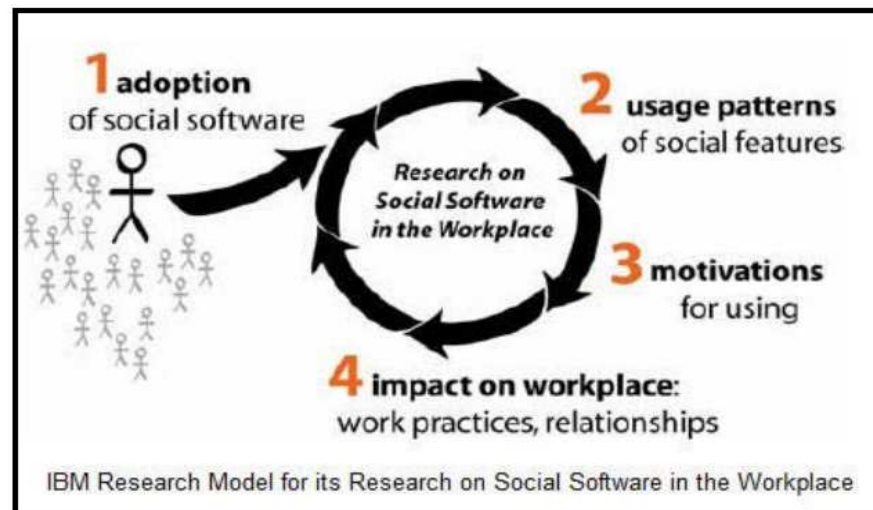 1 adoption
of social software
2 usage patterns
of social features
Research on
Social Software
in the Workplace
3 motivations
for using
4 impact on workplace:
work practices, relationships
IBM Research Model for its Research on Social Software in the Workplace